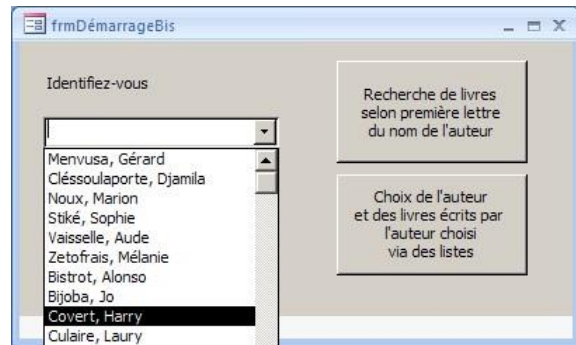 frmDémarrageBis
Identifiez-vous
Menvusa, Gérard
Cléssoulaporte, Djamila
Noux, Marion
Stiké, Sophie
Vaisselle, Aude
Zetofrais, Mélanie
Bistrot, Alonso
Bijoba, Jo
Covert, Harry
Culaire, Laury
Recherche de livres
selon première lettre
du nom de l'auteur
Choix de l'auteur
et des livres écrits par
l'auteur choisi
via des listes